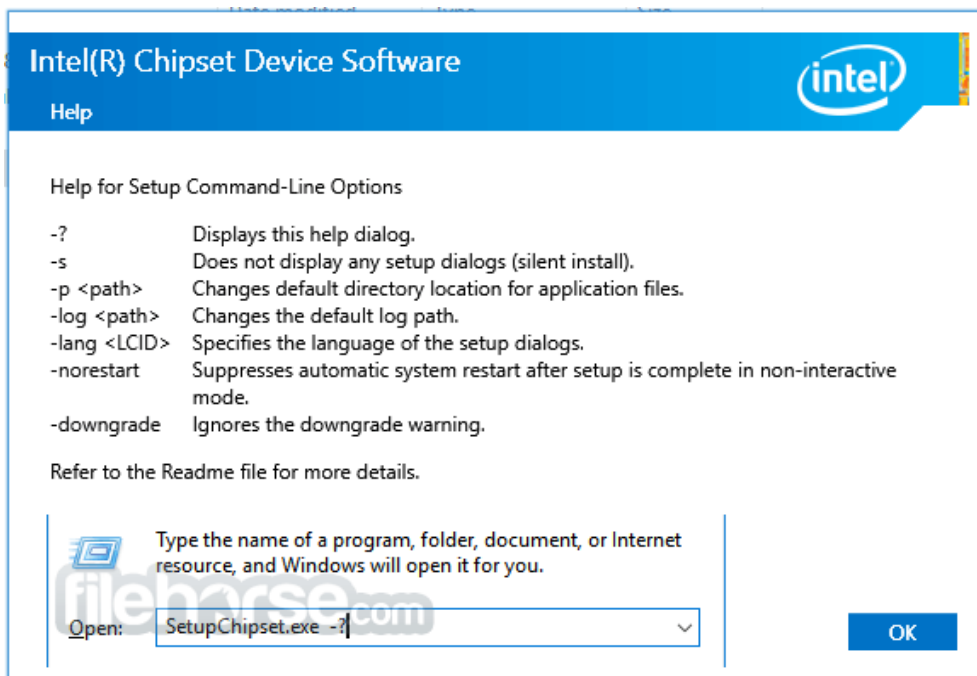 Date modified Type Size
Intel(R) Chipset Device Software
intel
Help
Help for Setup Command-Line Options
-? Displays this help dialog.
-s Does not display any setup dialogs (silent install).
-p <path> Changes default directory location for application files.
-log <path> Changes the default log path.
-lang <LCID> Specifies the language of the setup dialogs.
-norestart Suppresses automatic system restart after setup is complete in non-interactive
mode.
-downgrade Ignores the downgrade warning.
Refer to the Readme file for more details.
Type the name of a program, folder, document, or Internet
resource, and Windows will open it for you.
filehorse.com
Open: SetupChipset.exe -?
OK